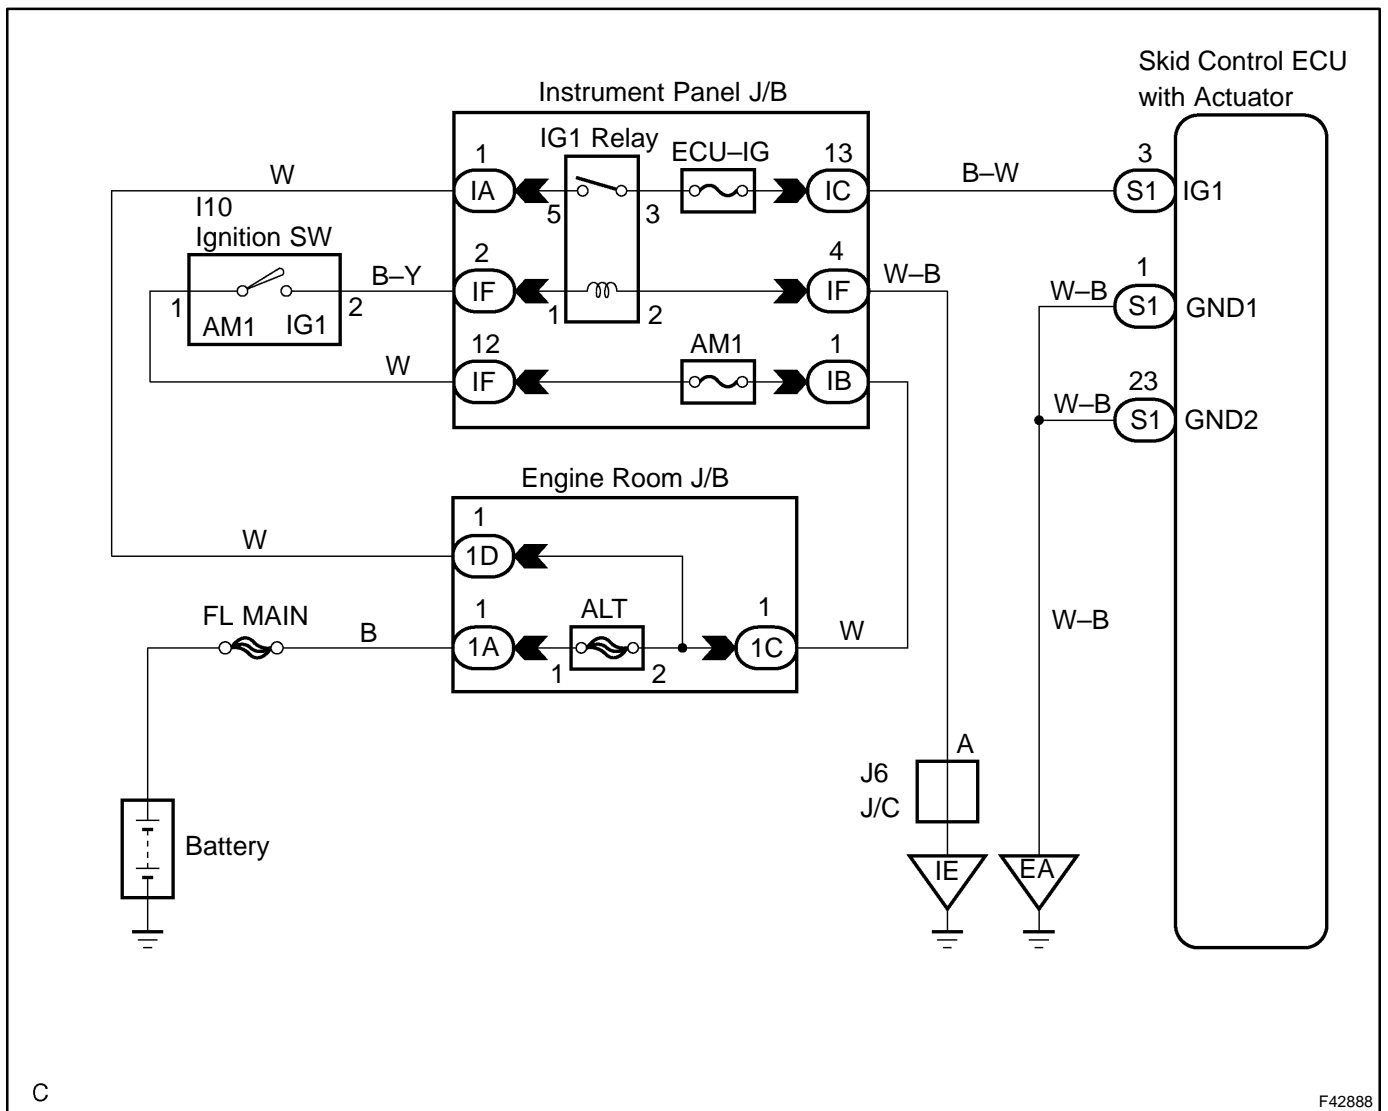 Skid Control ECU
with Actuator
Instrument Panel J/B
IG1 Relay
ECU–IG
1
13
3
W
IA
5
3
IC
B–W
S1
IG1
I10
Ignition SW
2
4
1
B–Y
IF
1
2
IF
W–B
W–B
S1
GND1
1
AM1
IG1
2
12
AM1
1
23
W
IF
IB
W–B
S1
GND2
Engine Room J/B
1
W
1D
FL MAIN
1
ALT
1
W–B
B
1A
1
2
1C
W
A
J6
J/C
Battery
IE
EA
C
F42888